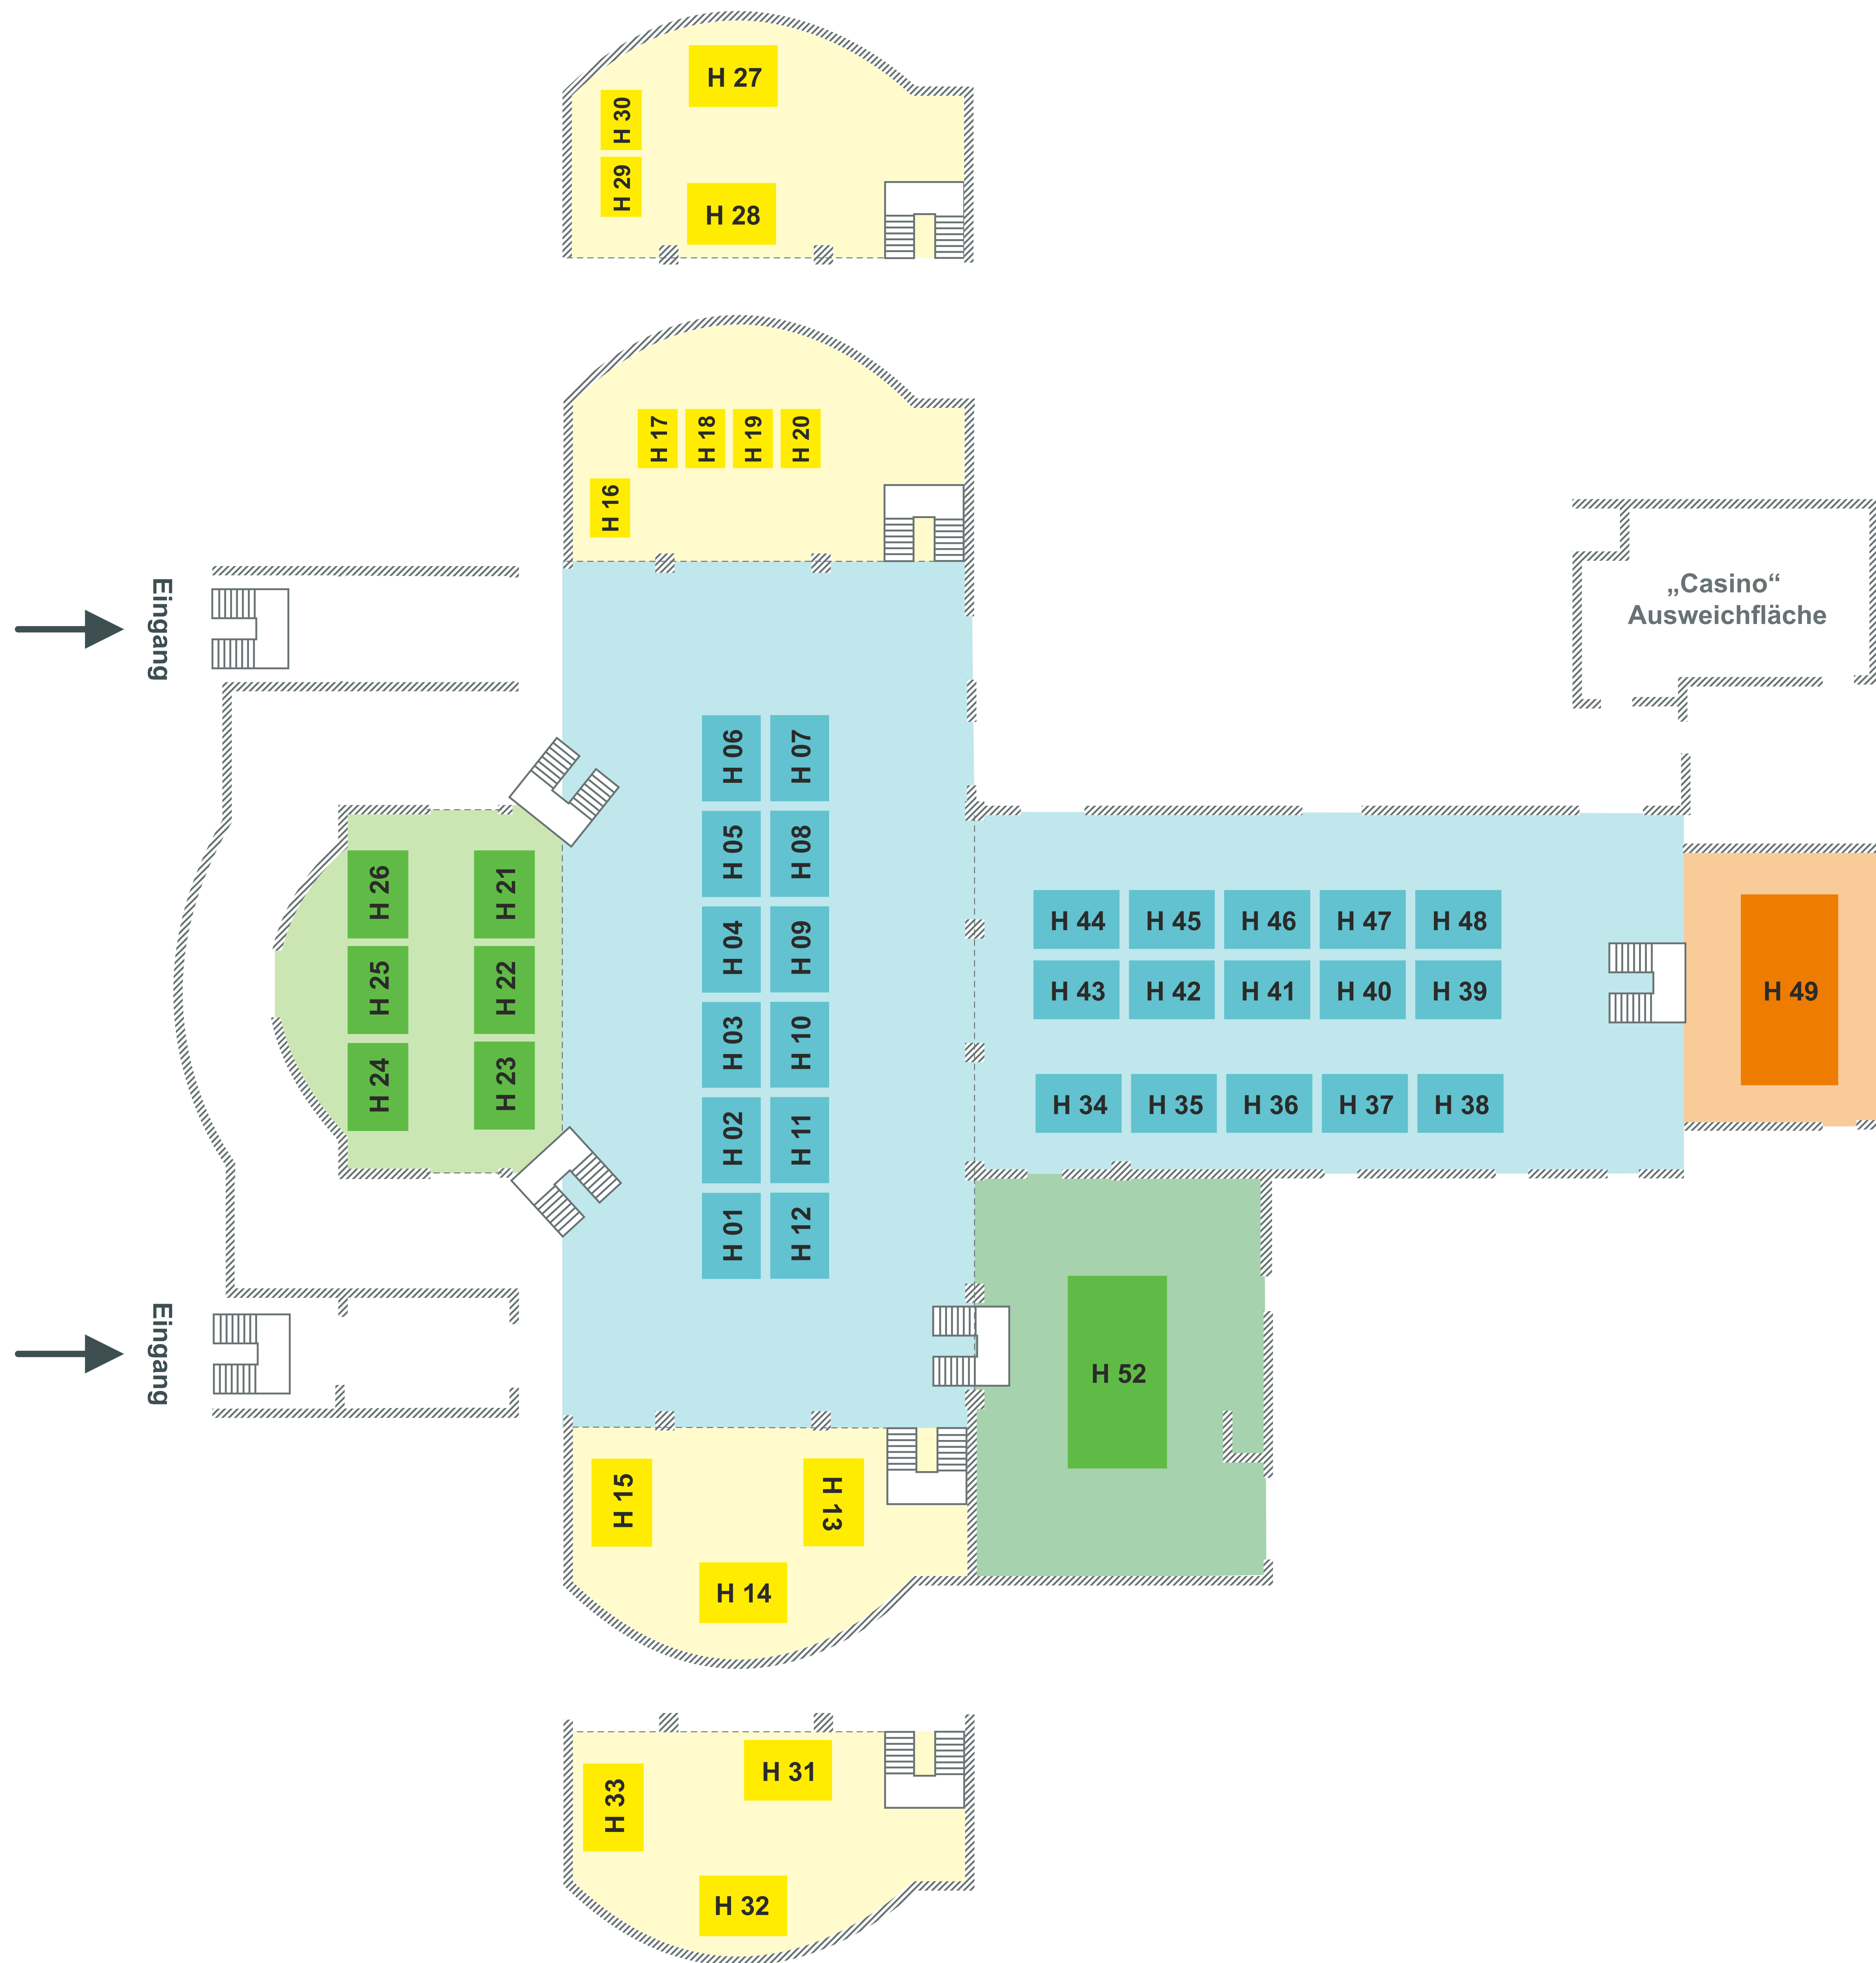 H 27
H 30
H 29
H 28
H 17
H 18
H 19
H 20
H 16
Eingang
„Casino“
Ausweichfläche
H 06
H 07
H 05
H 08
H 04
H 09
H 03
H 10
H 02
H 11
H 01
H 12
H 26
H 21
H 25
H 22
H 24
H 23
H 44
H 45
H 46
H 47
H 48
H 43
H 42
H 41
H 40
H 39
H 34
H 35
H 36
H 37
H 38
H 49
Eingang
H 52
H 15
H 13
H 14
H 31
H 33
H 32